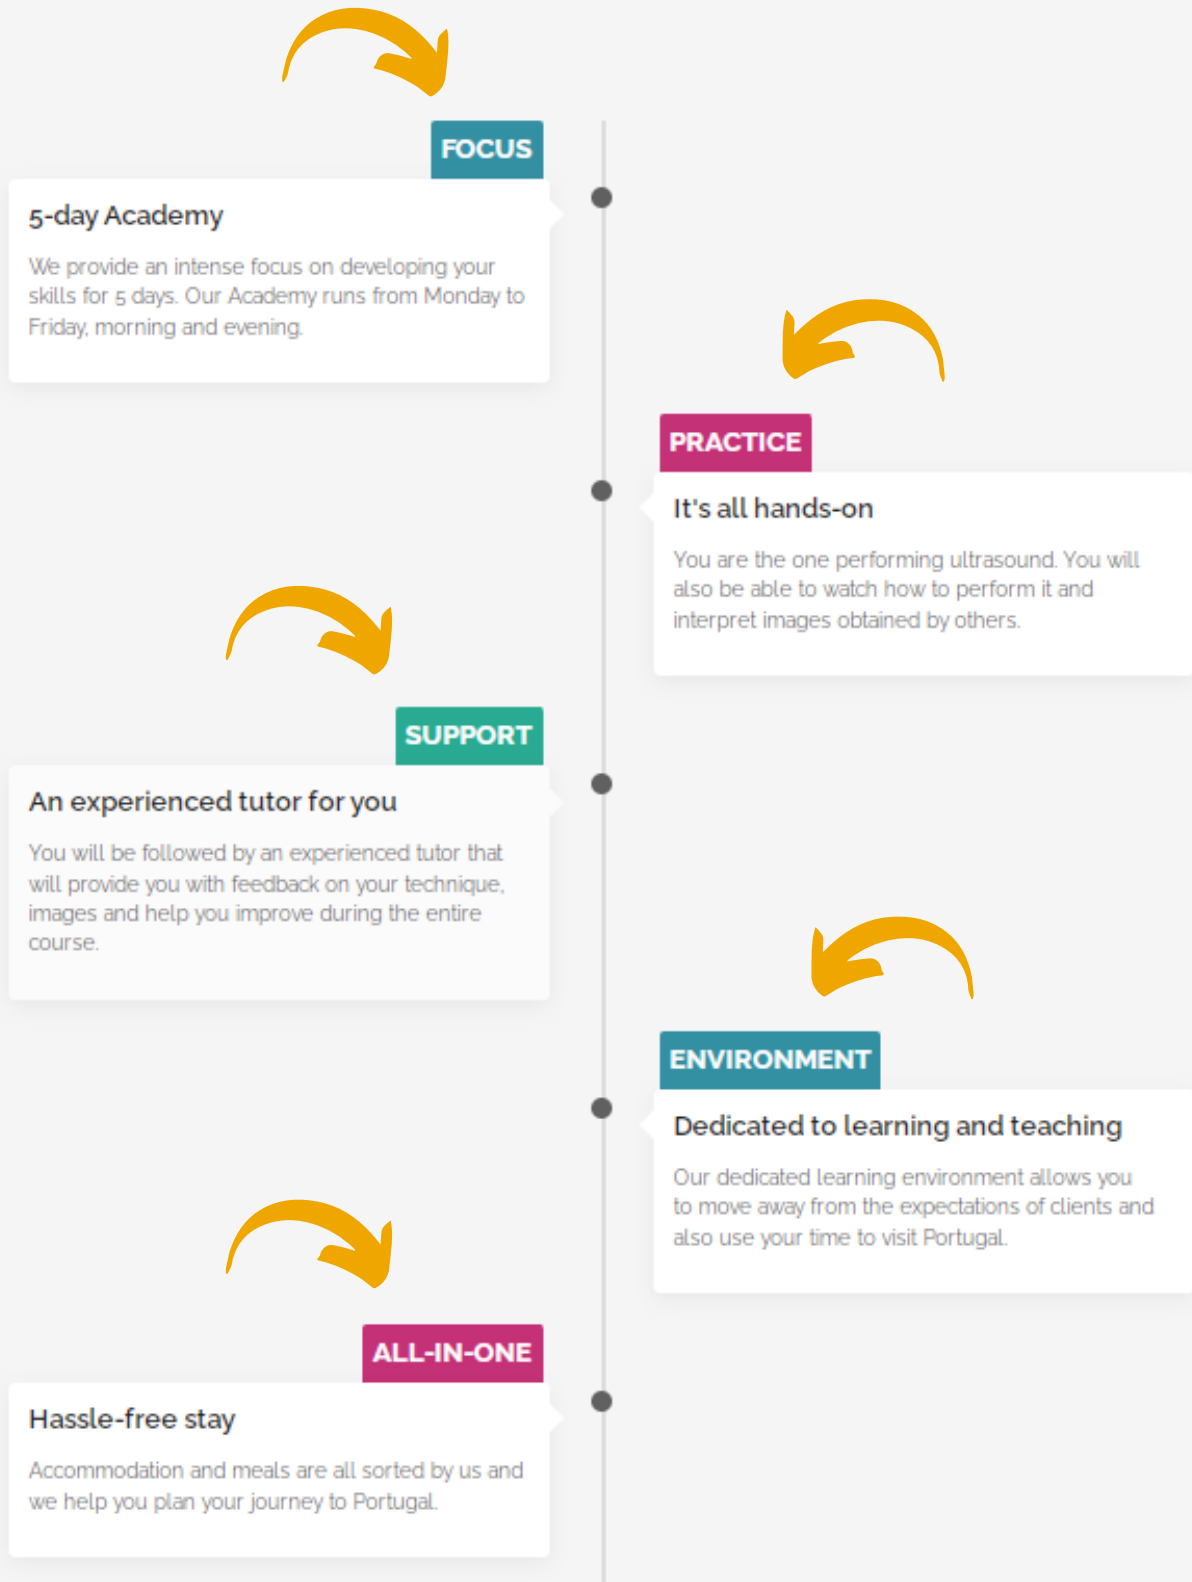 FOCUS
5-day Academy
We provide an intense focus on developing your
skills for 5 days. Our Academy runs from Monday to
Friday, morning and evening.
PRACTICE
It's all hands-on
You are the one performing ultrasound. You will
also be able to watch how to perform it and
interpret images obtained by others.
SUPPORT
An experienced tutor for you
You will be followed by an experienced tutor that
will provide you with feedback on your technique,
images and help you improve during the entire
course.
ENVIRONMENT
Dedicated to learning and teaching
Our dedicated learning environment allows you
to move away from the expectations of clients and
also use your time to visit Portugal.
ALL-IN-ONE
Hassle-free stay
Accommodation and meals are all sorted by us and
we help you plan your journey to Portugal.